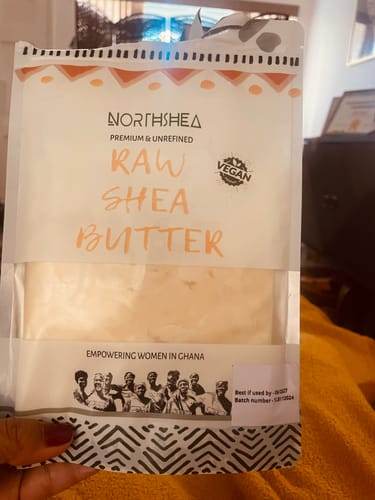 NORTHSHEA
PREMIUM & UNREFINED
RAW
SHEA
BUTTER
VEGAN
EMPOWERING WOMEN IN GHANA
Best if used by -
Batch number -